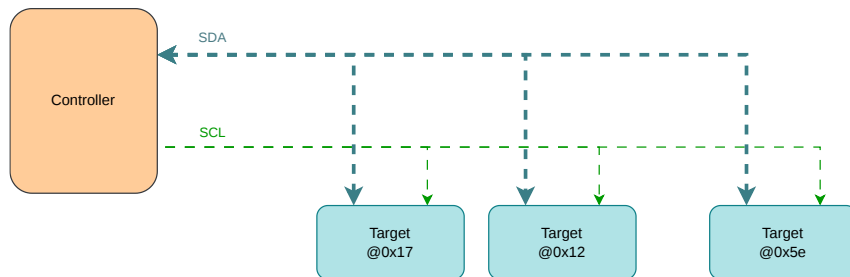 SDA
Controller
SCL
Target
@0x17
Target
@0x12
Target
@0x5e